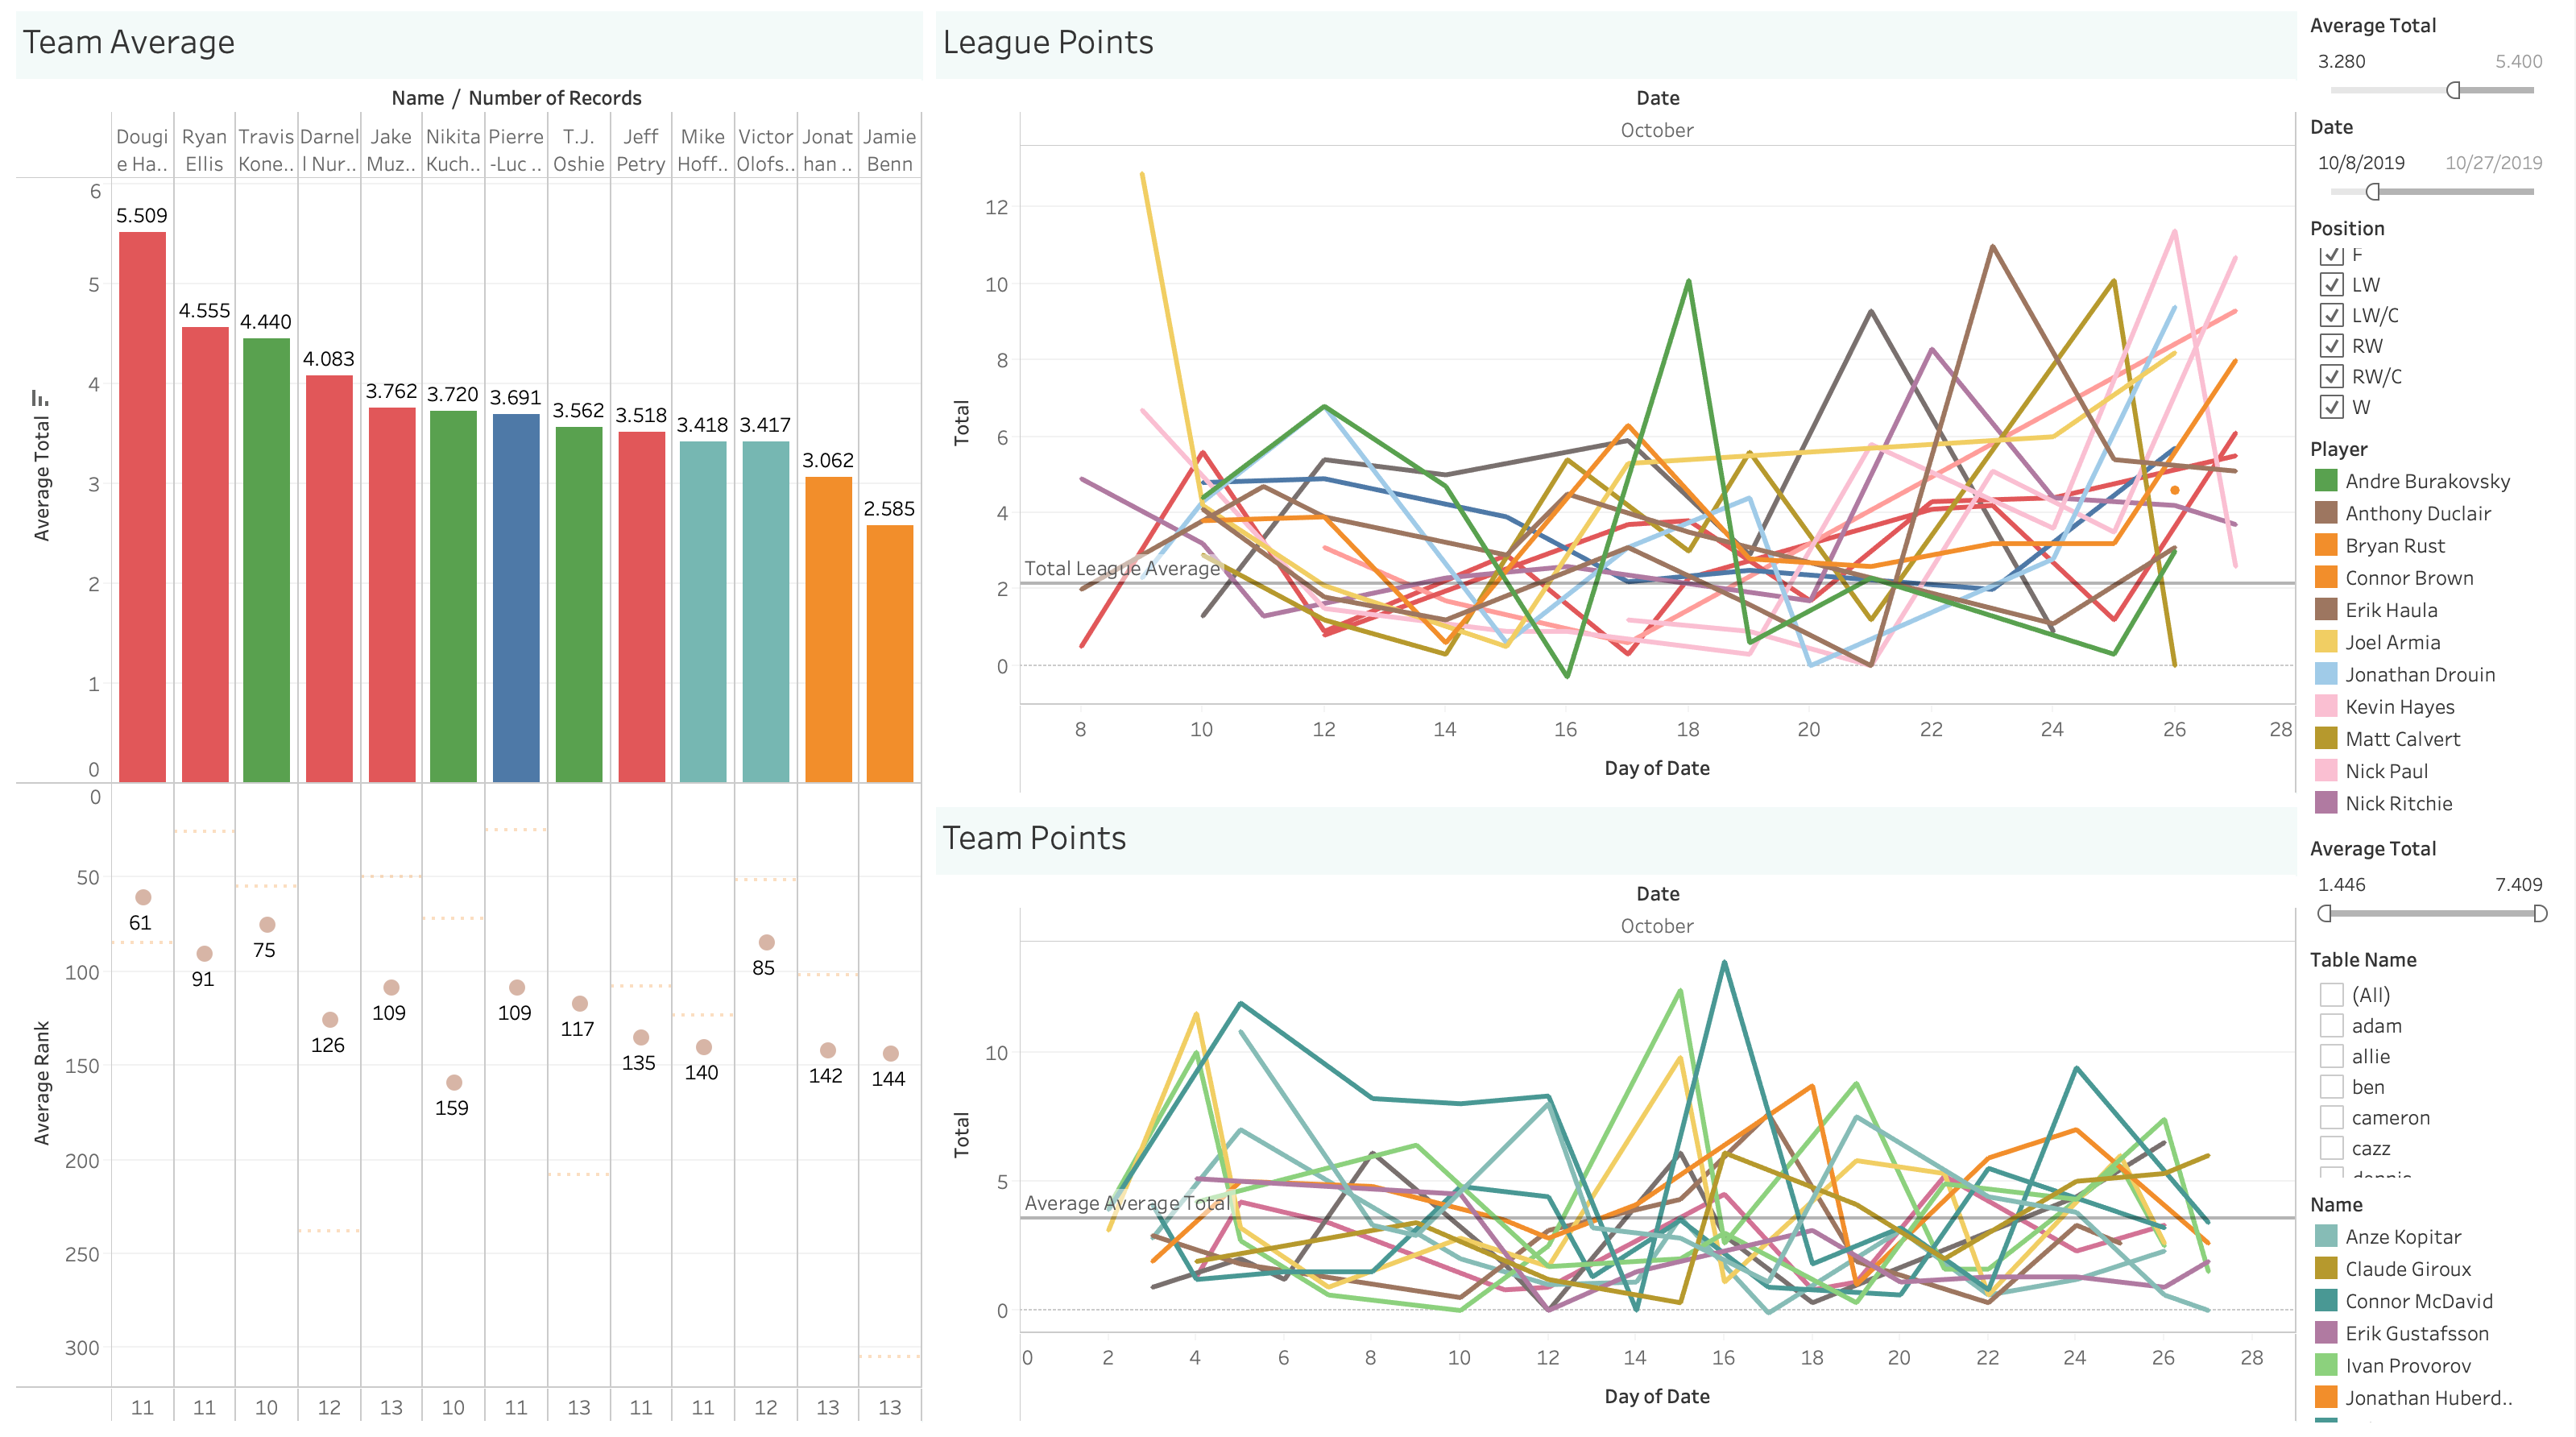 Team Average
Name / Number of Records
Dougi Ryan Travis Darnel Jake Nikita Pierre T.J. Jeff Mike Victor Jonat Jamie
e Ha.. Ellis Kone.. l Nur.. Muz.. Kuch.. -Luc .. Oshie Petry Hoff.. Olofs.. han .. Benn
Average Total
6
5
4
3
2
1
0
5.509
4.555
4.440
4.083
3.762
3.720
3.691
3.562
3.518
3.418
3.417
3.062
2.585
Average Rank
0
50
100
150
200
250
300
61
91
75
126
109
159
109
117
135
140
85
142
144
11 11 10 12 13 10 11 13 11 11 12 13 13
League Points
Date
October
Total
12
10
8
6
4
2
0
Total League Average
8 10 12 14 16 18 20 22 24 26 28
Day of Date
Team Points
Date
October
Total
10
5
0
Average Average Total
0 2 4 6 8 10 12 14 16 18 20 22 24 26 28
Day of Date
Average Total
3.280 5.400
Date
10/8/2019 10/27/2019
Position
F
LW
LW/C
RW
RW/C
W
Player
Andre Burakovsky
Anthony Duclair
Bryan Rust
Connor Brown
Erik Haula
Joel Armia
Jonathan Drouin
Kevin Hayes
Matt Calvert
Nick Paul
Nick Ritchie
Average Total
1.446 7.409
Table Name
(All)
adam
allie
ben
cameron
cazz
Name
Anze Kopitar
Claude Giroux
Connor McDavid
Erik Gustafsson
Ivan Provorov
Jonathan Huberd..